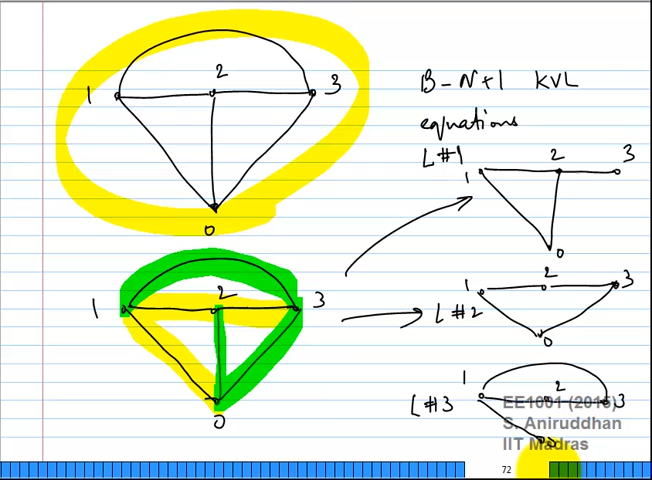 1 2 3
0
B-N+1 KVL
equations
L#1
1 2 3
0
1 2 3
0
L#2
1 2 3
0
L#3
1 2 3
EE1001 (2015)
S. Aniruddhan
IIT Madras
72